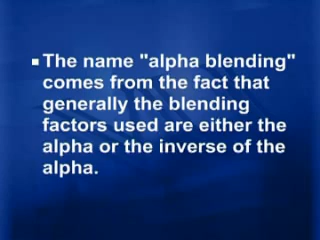 The name "alpha blending"
comes from the fact that
generally the blending
factors used are either the
alpha or the inverse of the
alpha.